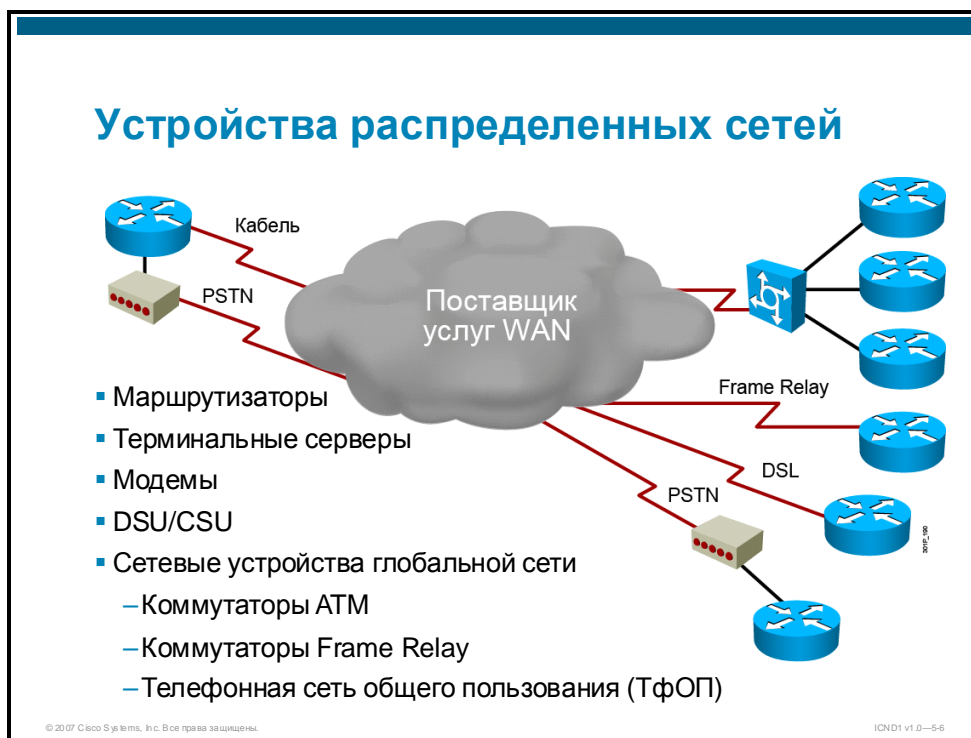 Устройства распределенных сетей
Кабель
PSTN
Поставщик
услуг WAN
Frame Relay
DSL
PSTN
▪ Маршрутизаторы
▪ Терминальные серверы
▪ Модемы
▪ DSU/CSU
▪ Сетевые устройства глобальной сети
–Коммутаторы ATM
–Коммутаторы Frame Relay
–Телефонная сеть общего пользования (ТфОП)
301P_190
© 2007 Cisco Systems, Inc. Все права защищены.
ICND1 v1.0—5-6